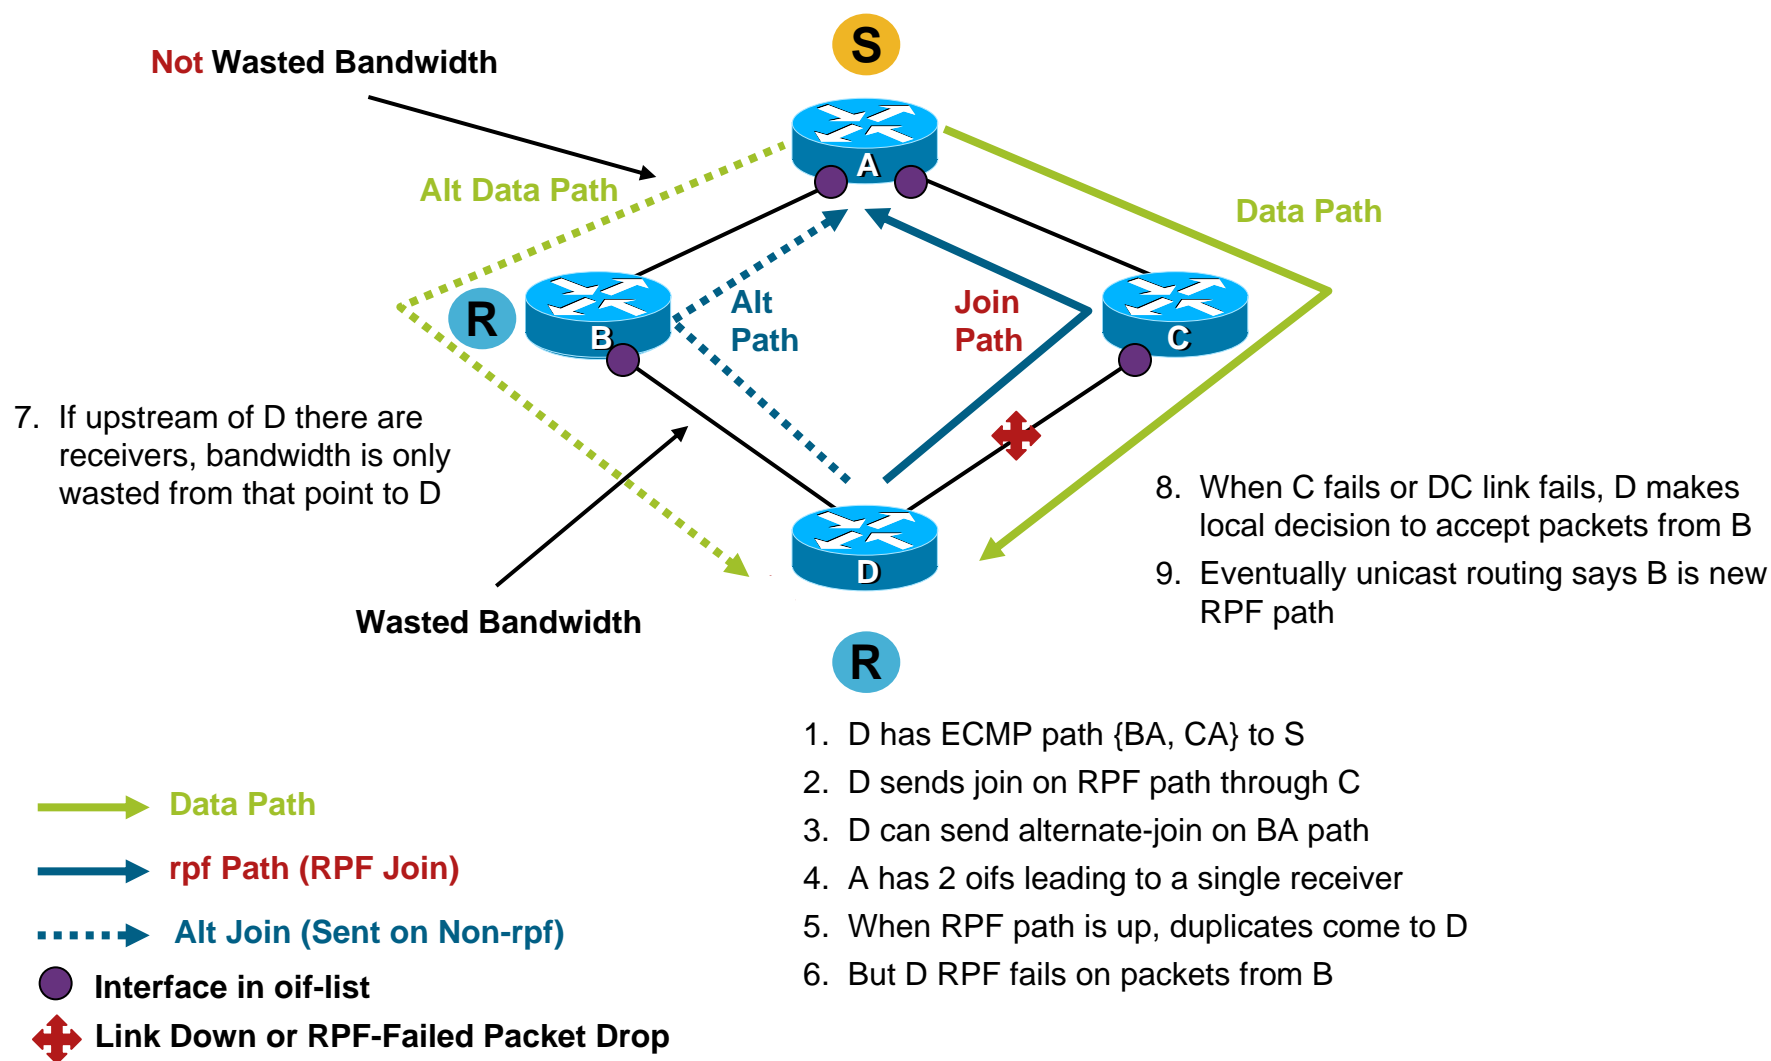 S
Not Wasted Bandwidth
A
Alt Data Path
Data Path
R
B
Alt
Path
Join
Path
C
7. If upstream of D there are
receivers, bandwidth is only
wasted from that point to D
8. When C fails or DC link fails, D makes
local decision to accept packets from B
9. Eventually unicast routing says B is new
RPF path
D
Wasted Bandwidth
R
1. D has ECMP path {BA, CA} to S
2. D sends join on RPF path through C
3. D can send alternate-join on BA path
4. A has 2 oifs leading to a single receiver
5. When RPF path is up, duplicates come to D
6. But D RPF fails on packets from B
Data Path
rpf Path (RPF Join)
Alt Join (Sent on Non-rpf)
Interface in oif-list
Link Down or RPF-Failed Packet Drop